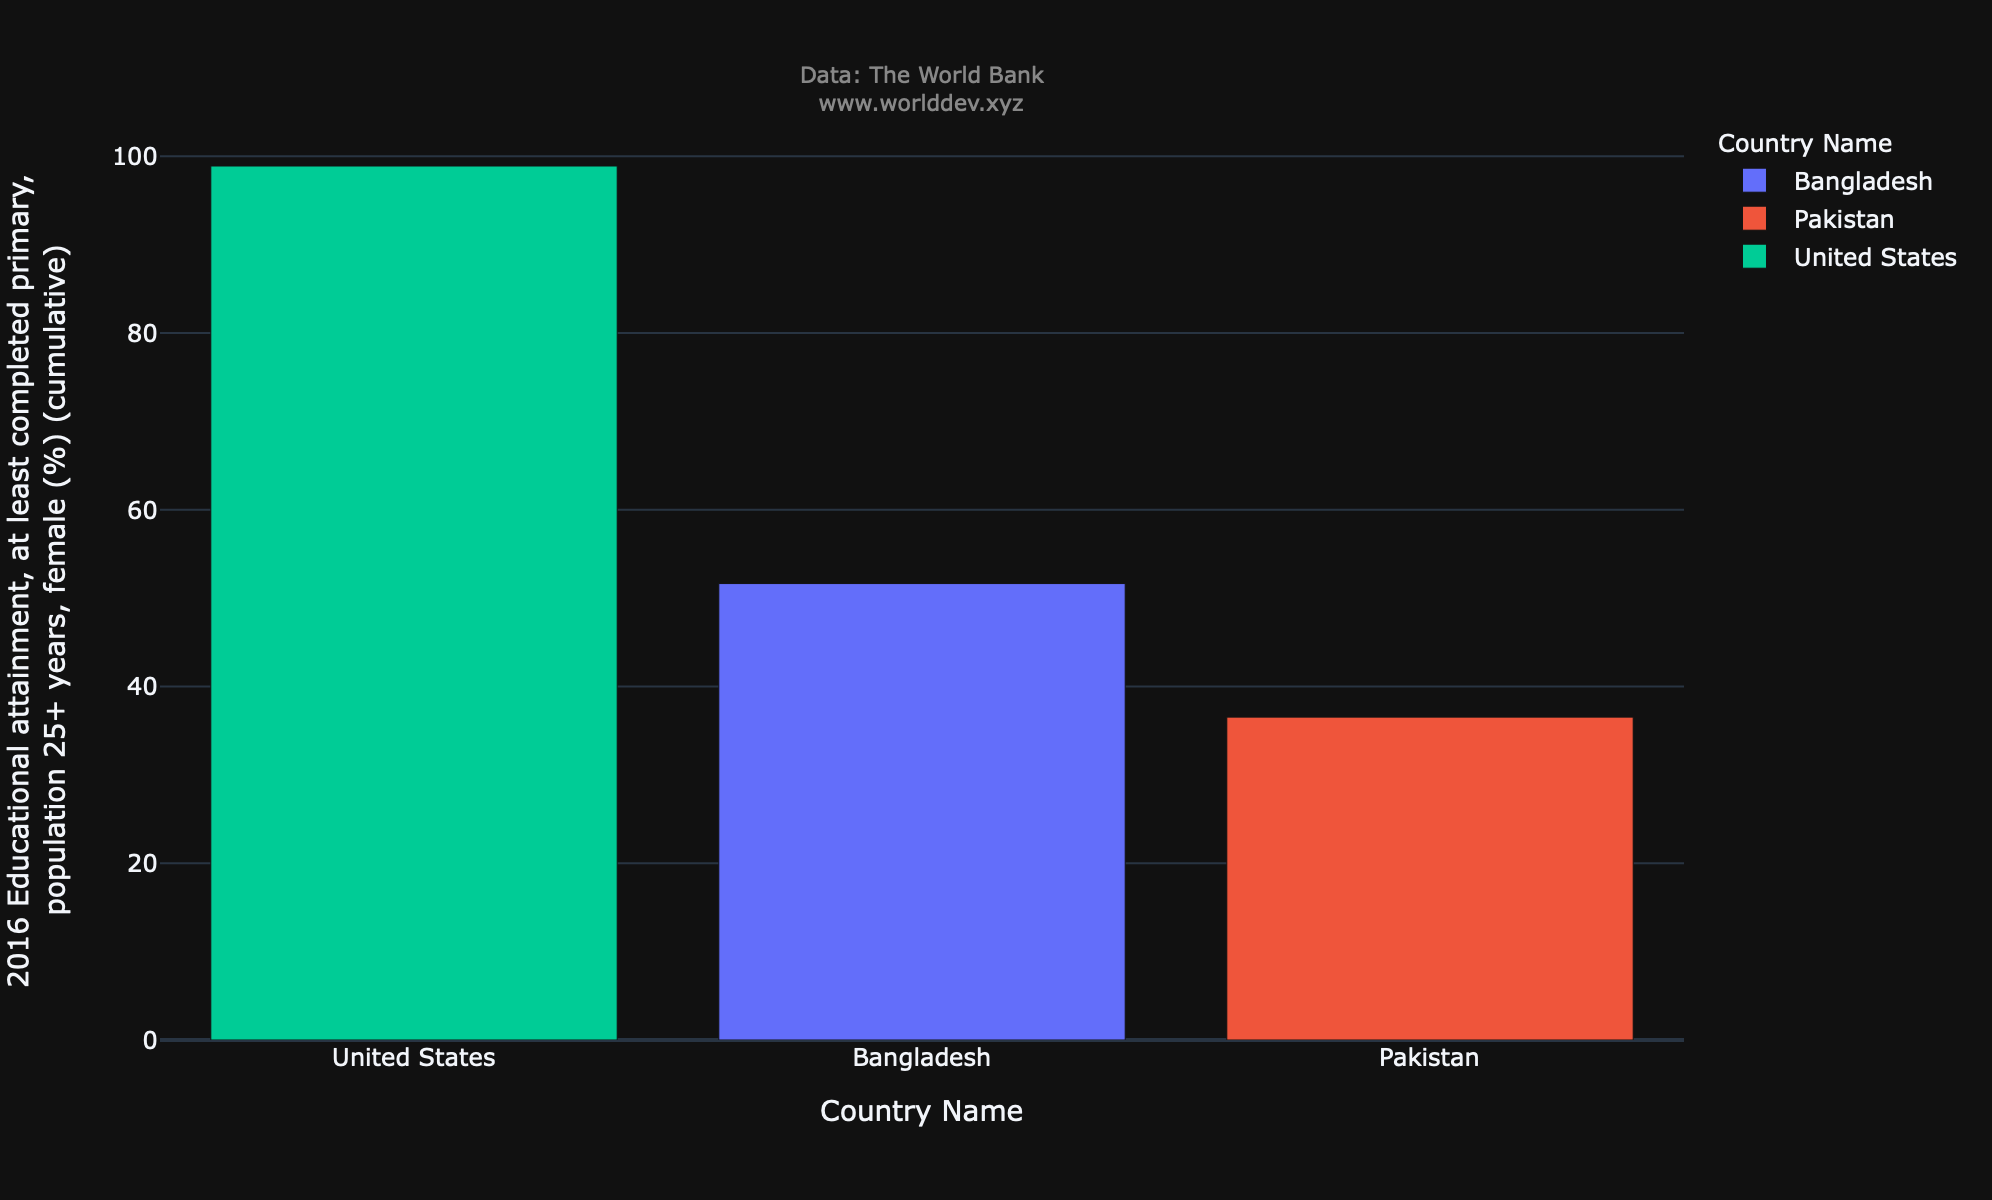 Data: The World Bank
www.worlddev.xyz
2016 Educational attainment, at least completed primary,
population 25+ years, female (%) (cumulative)
100
80
60
40
20
0
United States
Bangladesh
Pakistan
Country Name
Country Name
Bangladesh
Pakistan
United States